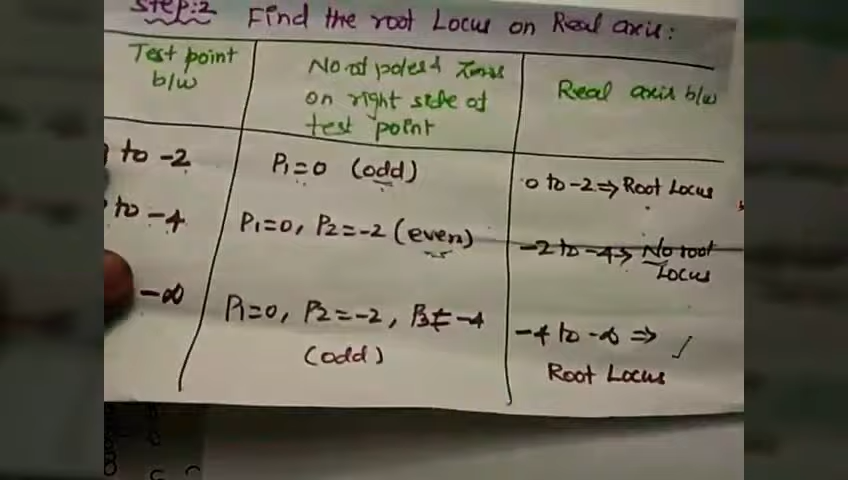 Step:2 Find the root Locus on Real axis:
Test point
b/w
No of poles & Zeros
on right side of
test point
Real axis b/w
to -2
P1=0 (odd)
0 to -2 ⇒ Root Locus
to -4
P1=0, P2=-2 (even)
-2 to -4 → No root
Locus
-∞
P1=0, P2=-2, P3= -4
(odd)
-4 to -∞ ⇒
Root Locus